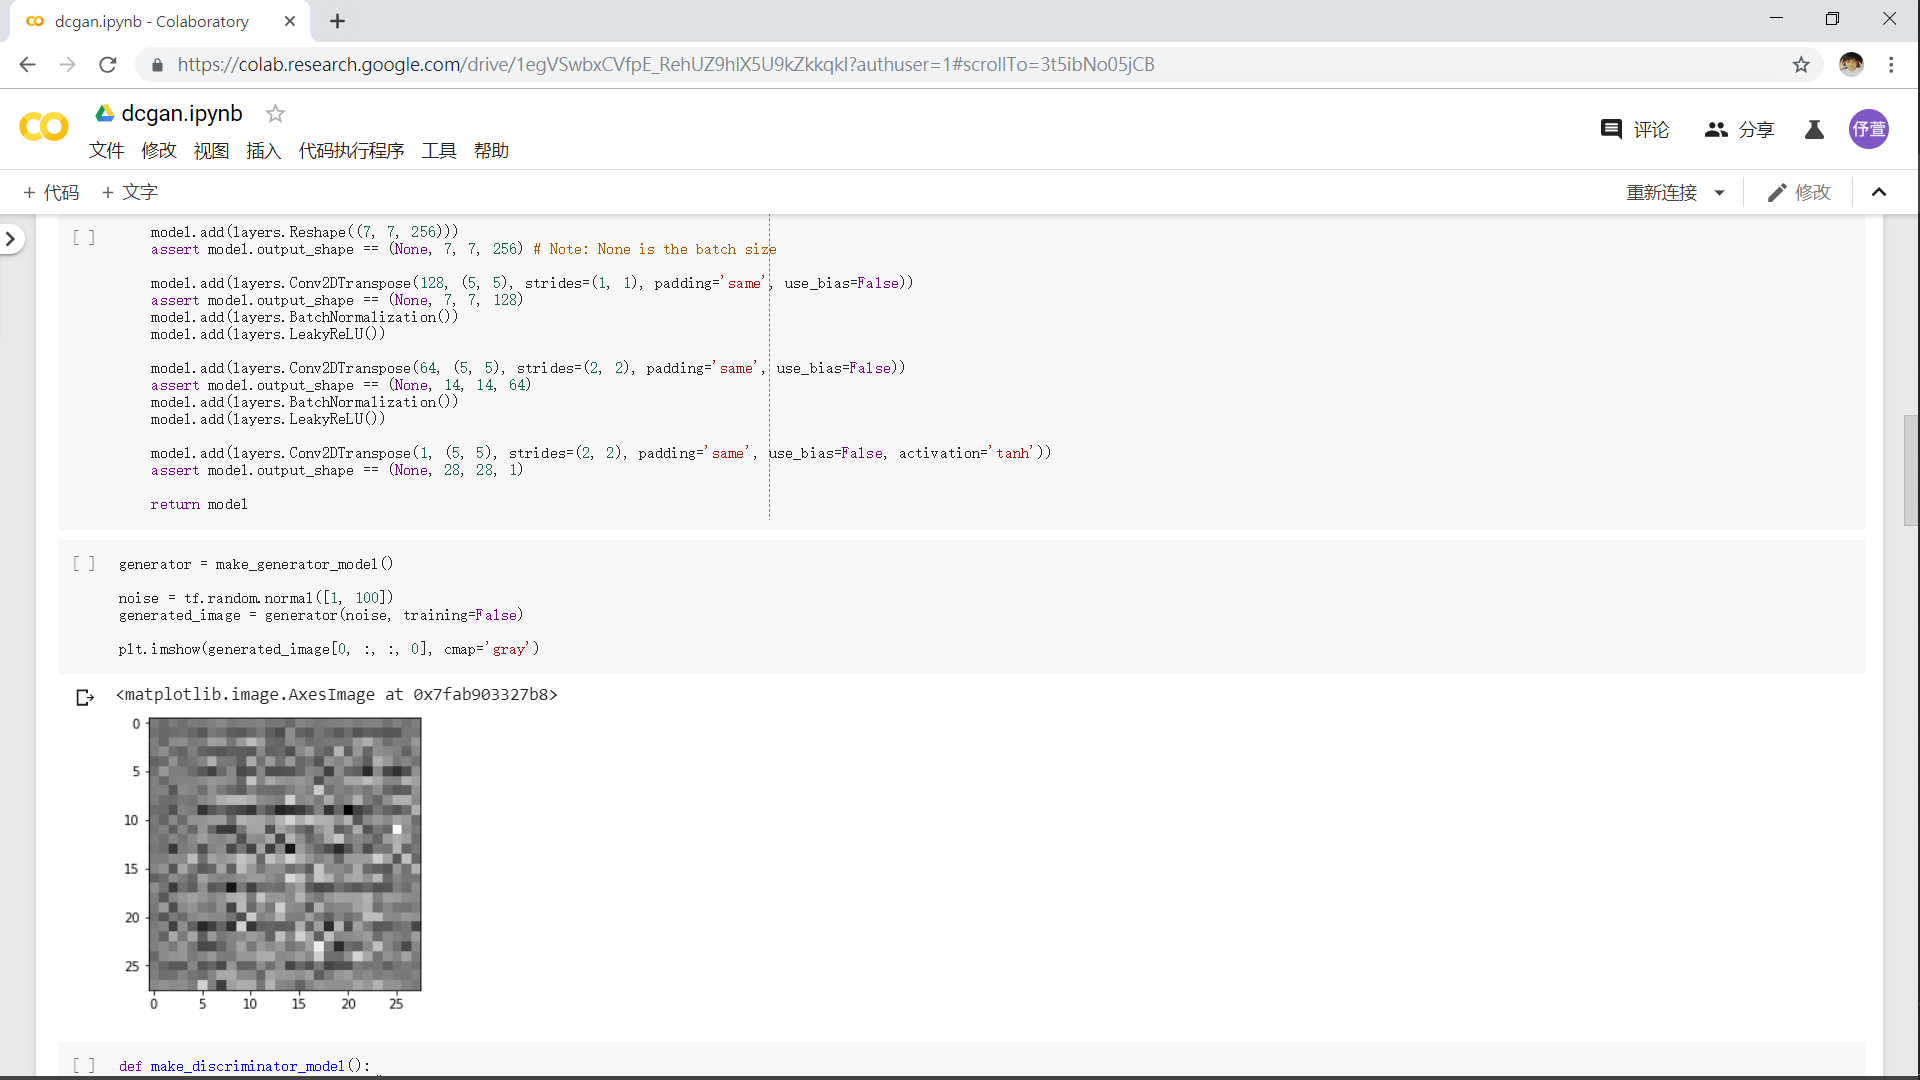 dcgan.ipynb - Colaboratory
https://colab.research.google.com/drive/1egVSwbxCVfpE_RehUZ9hlX5U9kZkkqkI?authuser=1#scrollTo=3t5ibNo05jCB
dcgan.ipynb
评论 分享 伃萱
文件 修改 视图 插入 代码执行程序 工具 帮助
+ 代码 + 文字 重新连接 修改
[ ] model.add(layers.Reshape((7, 7, 256)))
assert model.output_shape == (None, 7, 7, 256) # Note: None is the batch size
model.add(layers.Conv2DTranspose(128, (5, 5), strides=(1, 1), padding='same', use_bias=False))
assert model.output_shape == (None, 7, 7, 128)
model.add(layers.BatchNormalization())
model.add(layers.LeakyReLU())
model.add(layers.Conv2DTranspose(64, (5, 5), strides=(2, 2), padding='same', use_bias=False))
assert model.output_shape == (None, 14, 14, 64)
model.add(layers.BatchNormalization())
model.add(layers.LeakyReLU())
model.add(layers.Conv2DTranspose(1, (5, 5), strides=(2, 2), padding='same', use_bias=False, activation='tanh'))
assert model.output_shape == (None, 28, 28, 1)
return model
[ ] generator = make_generator_model()
noise = tf.random.normal([1, 100])
generated_image = generator(noise, training=False)
plt.imshow(generated_image[0, :, :, 0], cmap='gray')
<matplotlib.image.AxesImage at 0x7fab903327b8>
0
5
10
15
20
25
0 5 10 15 20 25
[ ] def make_discriminator_model():